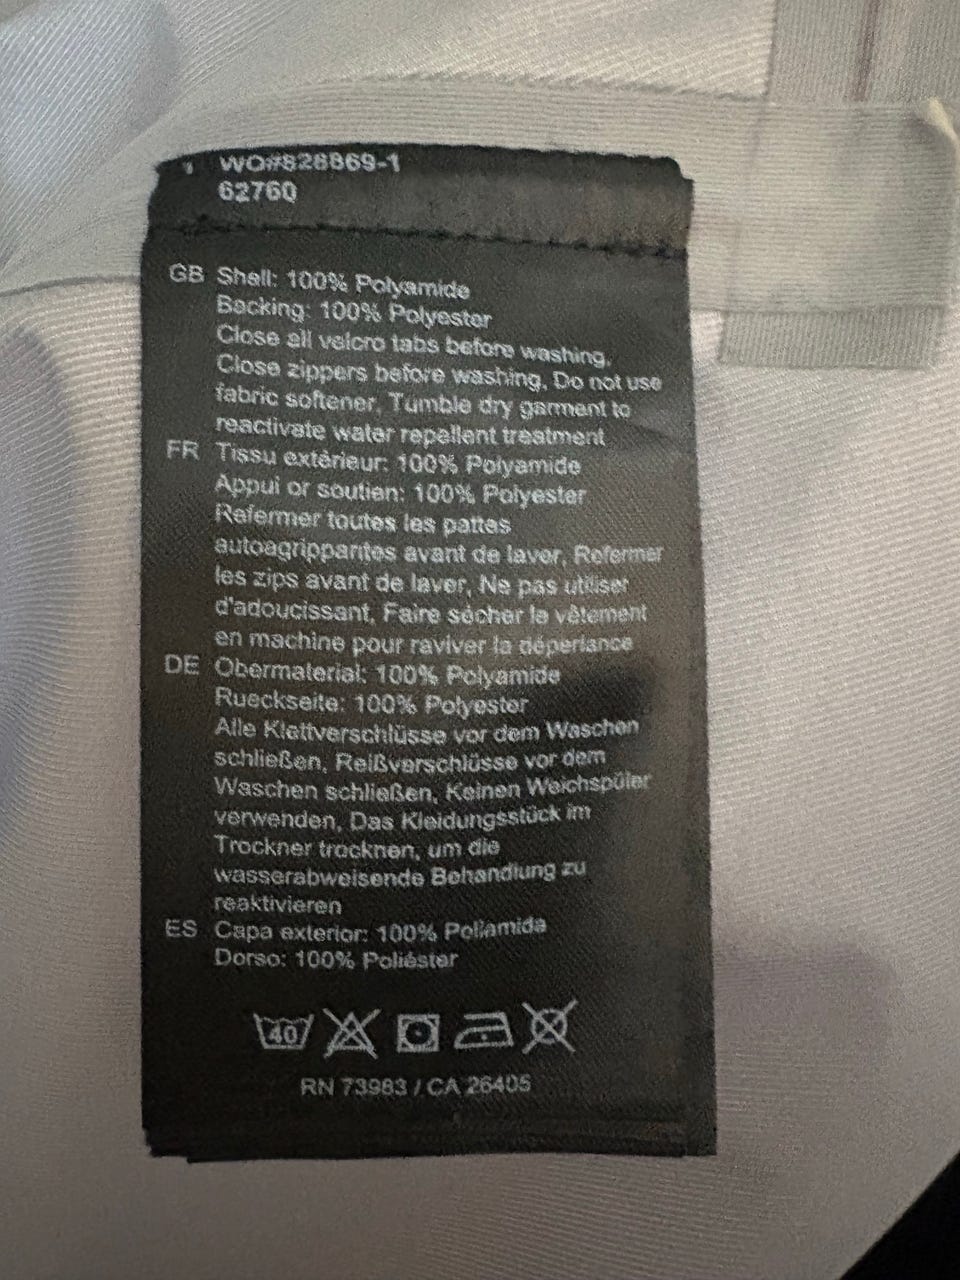 WO#828869-1
62760
GB Shell: 100% Polyamide
Backing: 100% Polyester
Close all velcro tabs before washing.
Close zippers before washing. Do not use
fabric softener. Tumble dry garment to
reactivate water repellent treatment
FR Tissu extérieur: 100% Polyamide
Appui or soutien: 100% Polyester
Refermer toutes les pattes
autoagrippantes avant de laver. Refermer
les zips avant de laver. Ne pas utiliser
d'adoucissant. Faire sécher le vêtement
en machine pour raviver la déperlance
DE Obermaterial: 100% Polyamide
Rueckseite: 100% Polyester
Alle Klettverschlüsse vor dem Waschen
schließen. Reißverschlüsse vor dem
Waschen schließen. Keinen Weichspüler
verwenden. Das Kleidungsstück im
Trockner trocknen, um die
wasserabweisende Behandlung zu
reaktivieren
ES Capa exterior: 100% Poliamida
Dorso: 100% Poliéster
40
RN 73983 / CA 26405